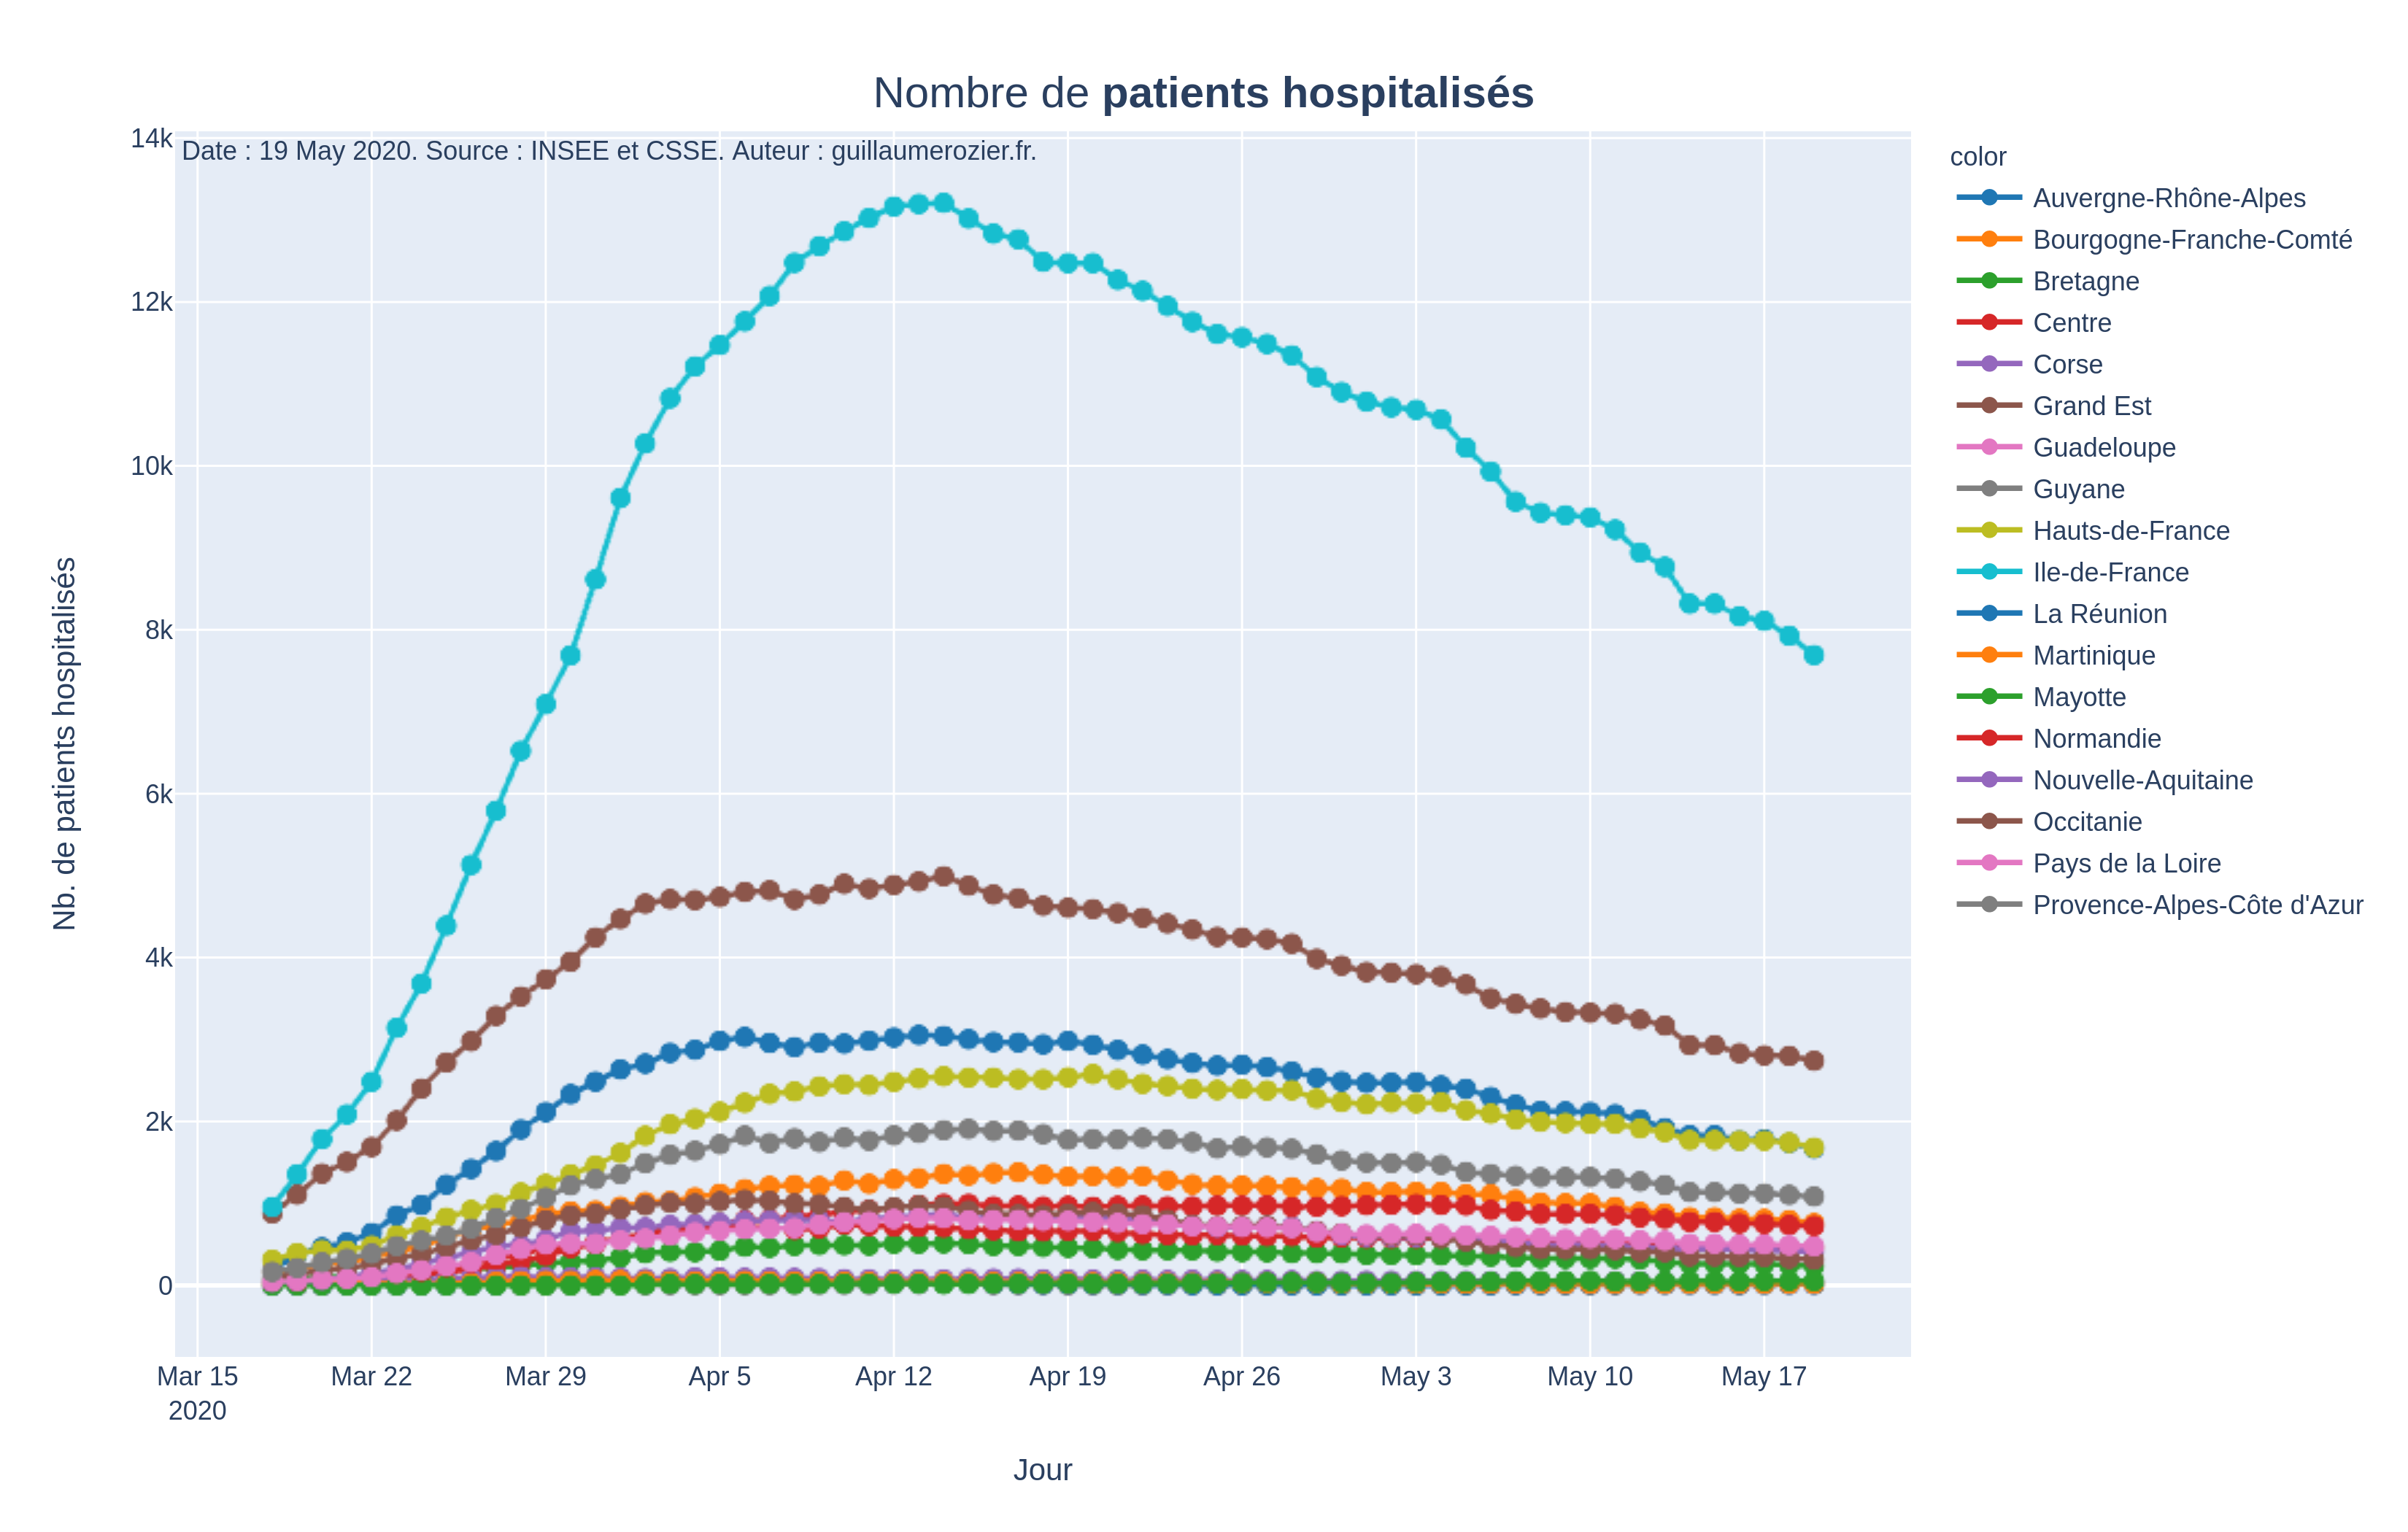 Nombre de patients hospitalisés
Date : 19 May 2020. Source : INSEE et CSSE. Auteur : guillaumerozier.fr.
14k
12k
10k
8k
6k
4k
2k
0
Nb. de patients hospitalisés
Mar 15
2020
Mar 22
Mar 29
Apr 5
Apr 12
Apr 19
Apr 26
May 3
May 10
May 17
Jour
color
Auvergne-Rhône-Alpes
Bourgogne-Franche-Comté
Bretagne
Centre
Corse
Grand Est
Guadeloupe
Guyane
Hauts-de-France
Ile-de-France
La Réunion
Martinique
Mayotte
Normandie
Nouvelle-Aquitaine
Occitanie
Pays de la Loire
Provence-Alpes-Côte d'Azur